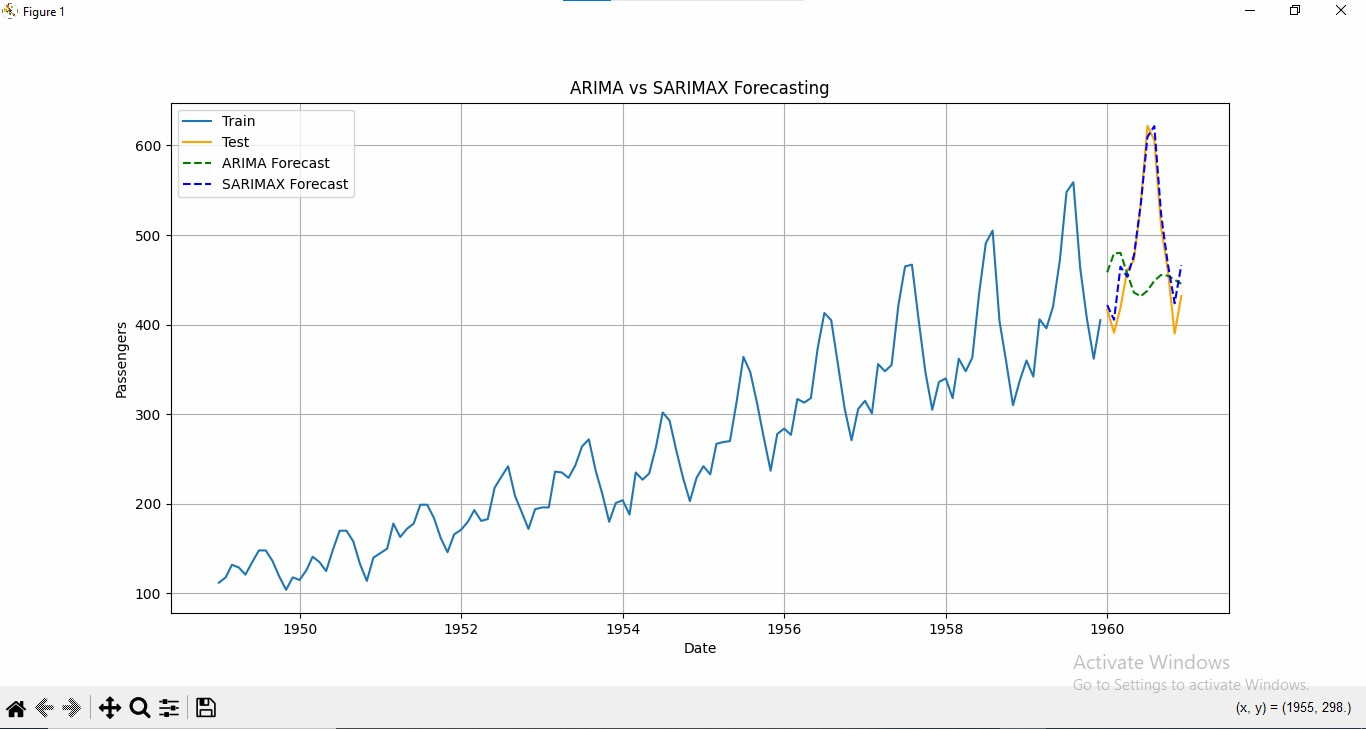 Figure 1
ARIMA vs SARIMAX Forecasting
Train
Test
ARIMA Forecast
SARIMAX Forecast
600
500
400
300
200
100
Passengers
1950 1952 1954 1956 1958 1960
Date
Activate Windows
Go to Settings to activate Windows.
(x, y) = (1955, 298.)